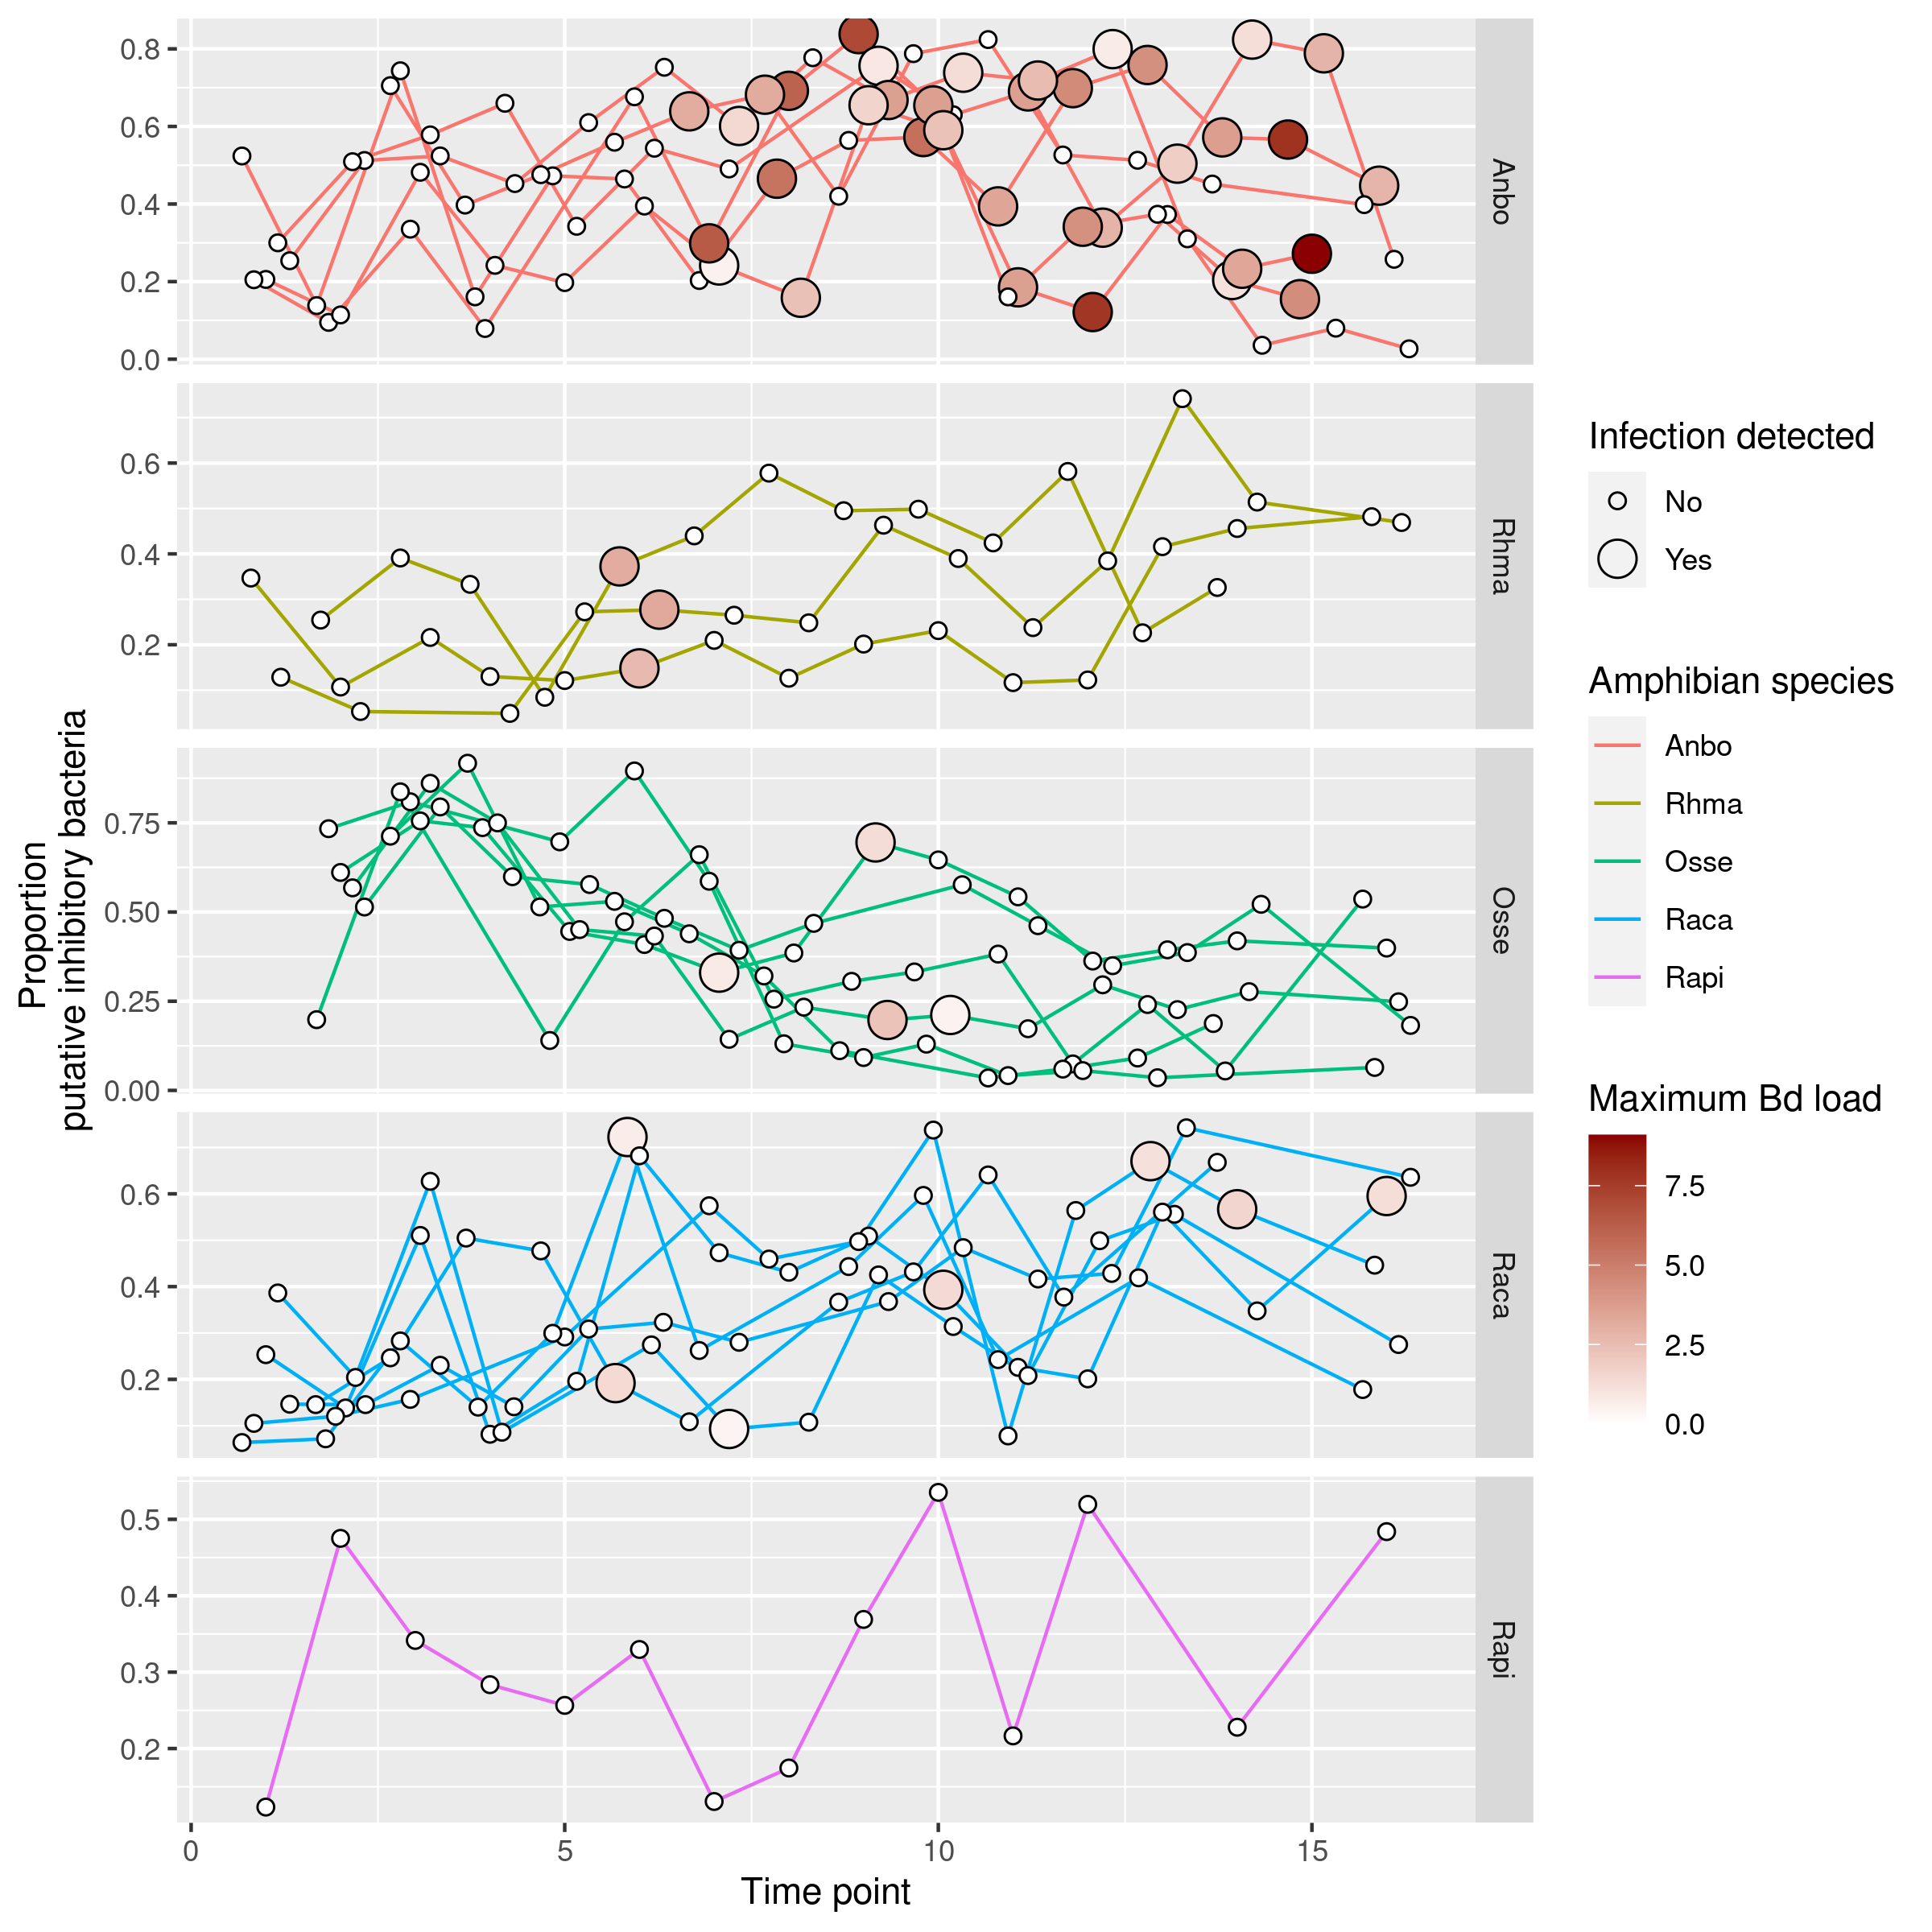 0.8
0.6
0.4
0.2
0.0
Anbo
0.6
0.4
0.2
Rhma
0.75
0.50
0.25
0.00
Osse
0.6
0.4
0.2
Raca
0.5
0.4
0.3
0.2
Rapi
0
5
10
15
Time point
Proportion
putative inhibitory bacteria
Infection detected
No
Yes
Amphibian species
Anbo
Rhma
Osse
Raca
Rapi
Maximum Bd load
7.5
5.0
2.5
0.0